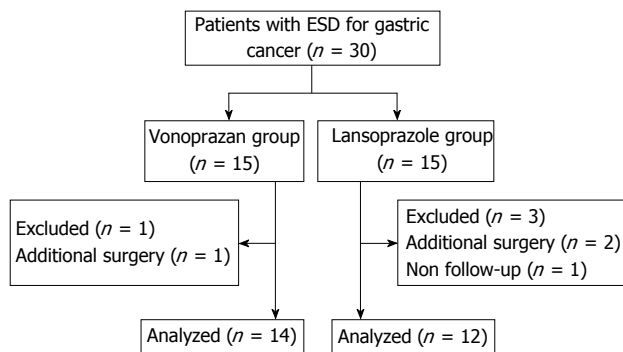 Patients with ESD for gastric
cancer (n = 30)
Vonoprazan group
(n = 15)
Lansoprazole group
(n = 15)
Excluded (n = 1)
Additional surgery (n = 1)
Excluded (n = 3)
Additional surgery (n = 2)
Non follow-up (n = 1)
Analyzed (n = 14)
Analyzed (n = 12)